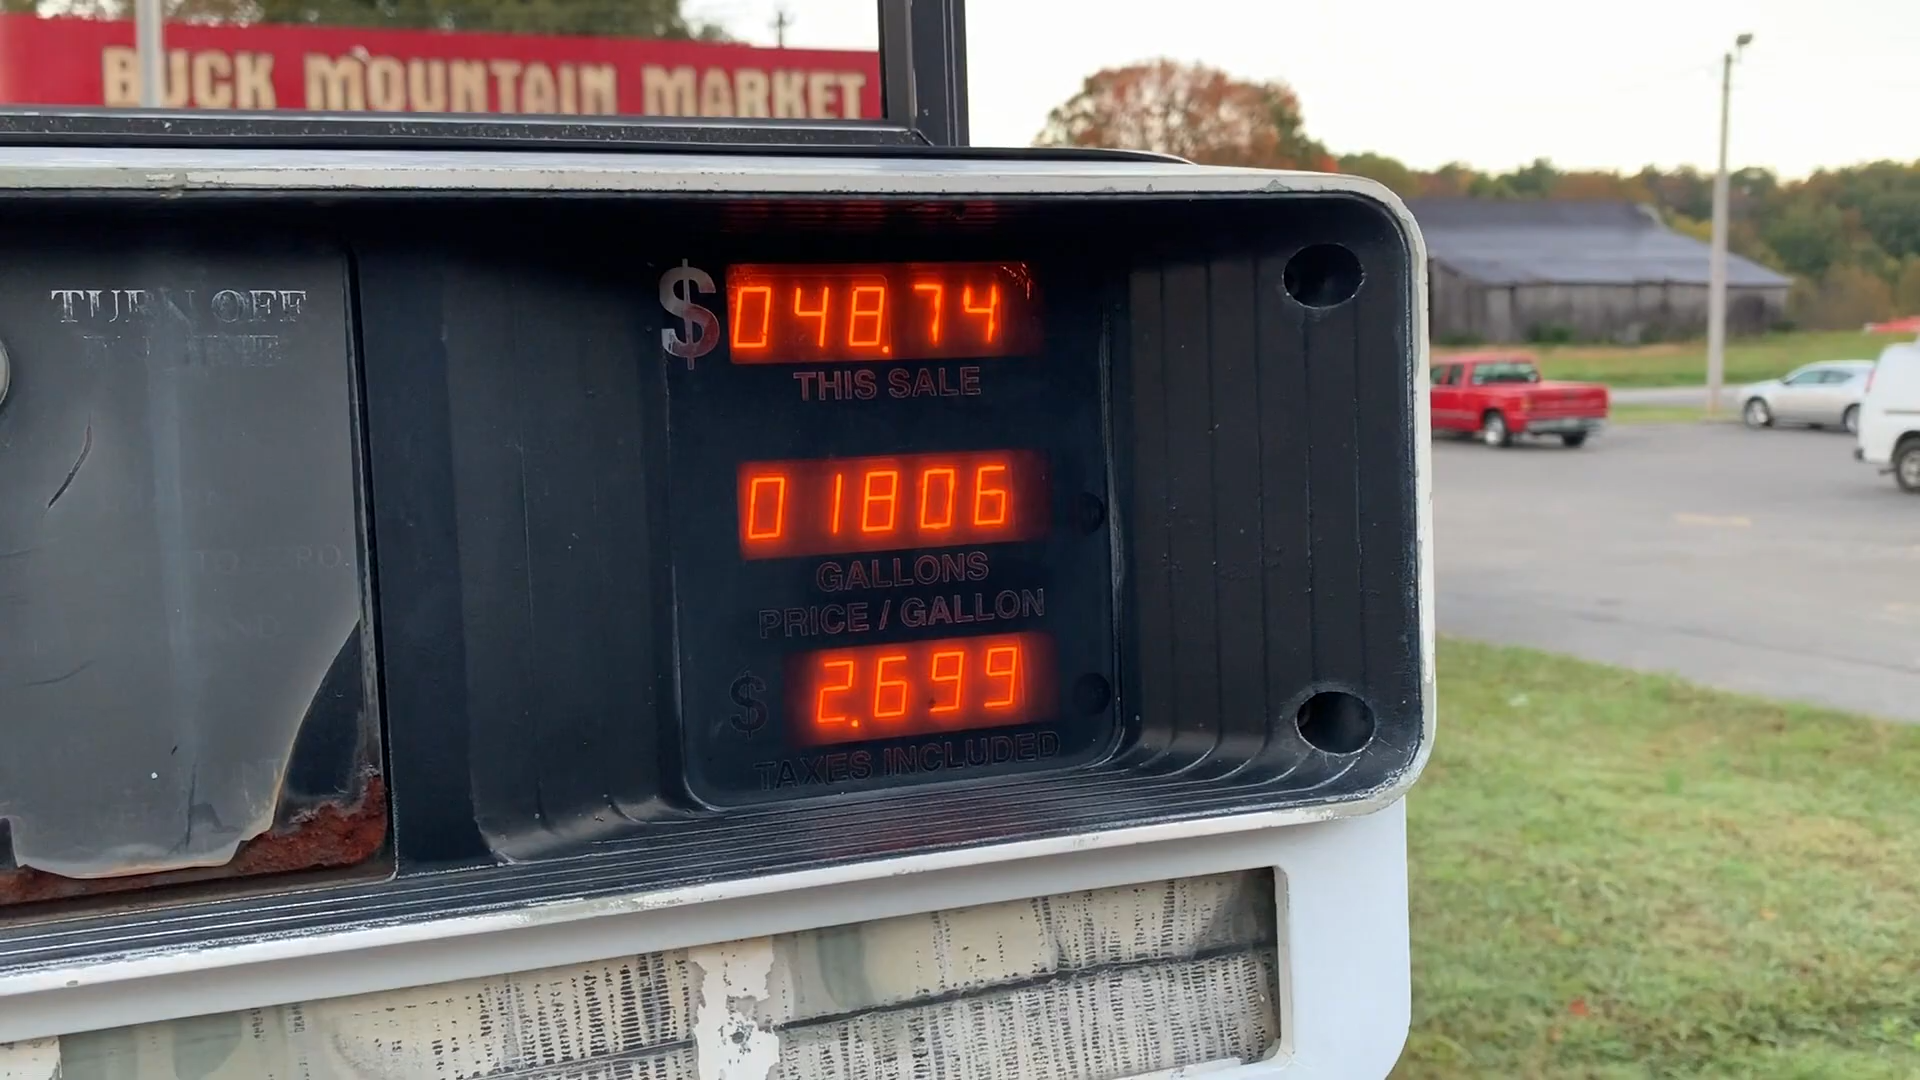 BUCK MOUNTAIN MARKET
TURN OFF
$ 048.74
THIS SALE
01806
GALLONS
PRICE / GALLON
$ 2.699
TAXES INCLUDED